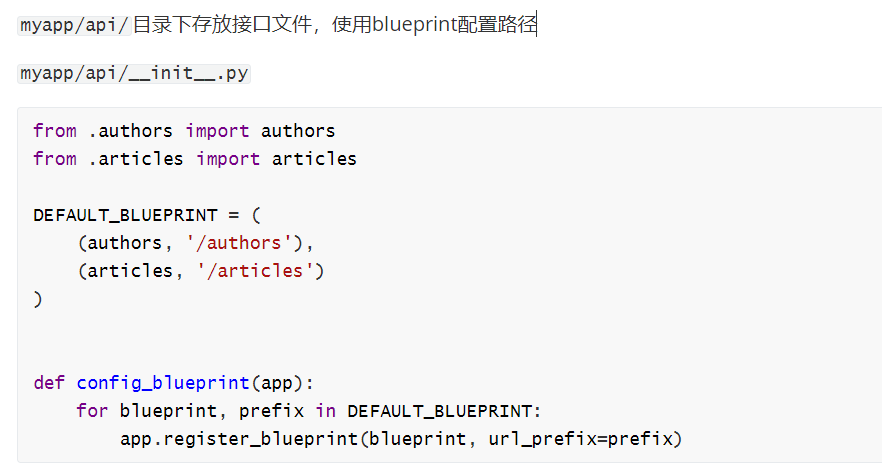 myapp/api/目录下存放接口文件，使用blueprint配置路径
myapp/api/__init__.py
from .authors import authors
from .articles import articles
DEFAULT_BLUEPRINT = (
    (authors, '/authors'),
    (articles, '/articles')
)
def config_blueprint(app):
    for blueprint, prefix in DEFAULT_BLUEPRINT:
        app.register_blueprint(blueprint, url_prefix=prefix)